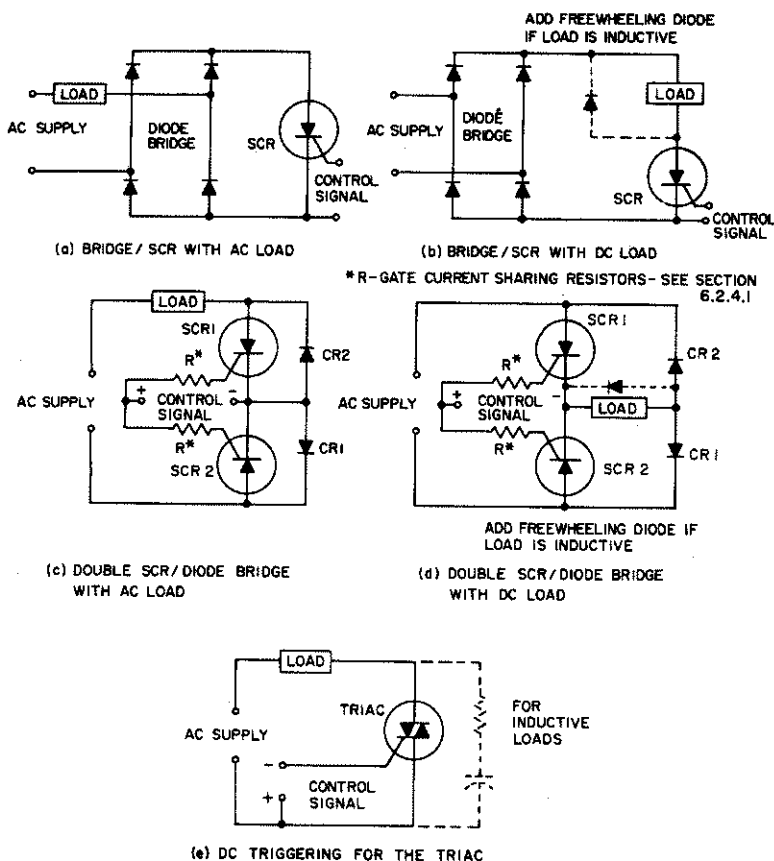 ADD FREEWHEELING DIODE
IF LOAD IS INDUCTIVE
LOAD
AC SUPPLY
DIODE
BRIDGE
SCR
CONTROL
SIGNAL
(a) BRIDGE/SCR WITH AC LOAD
AC SUPPLY
DIODÉ
BRIDGE
LOAD
SCR
CONTROL
SIGNAL
(b) BRIDGE/SCR WITH DC LOAD
*R-GATE CURRENT SHARING RESISTORS-SEE SECTION
6.2.4.1
LOAD
SCR1
R*
CR2
AC SUPPLY
+
CONTROL
SIGNAL
-
R*
SCR 2
CR1
(c) DOUBLE SCR/DIODE BRIDGE
WITH AC LOAD
SCR1
R*
CR 2
AC SUPPLY
+
CONTROL
SIGNAL
-
LOAD
R*
SCR 2
CR1
ADD FREEWHEELING DIODE IF
LOAD IS INDUCTIVE
(d) DOUBLE SCR/DIODE BRIDGE
WITH DC LOAD
LOAD
TRIAC
AC SUPPLY
-
+
CONTROL
SIGNAL
FOR
INDUCTIVE
LOADS
(e) DC TRIGGERING FOR THE TRIAC